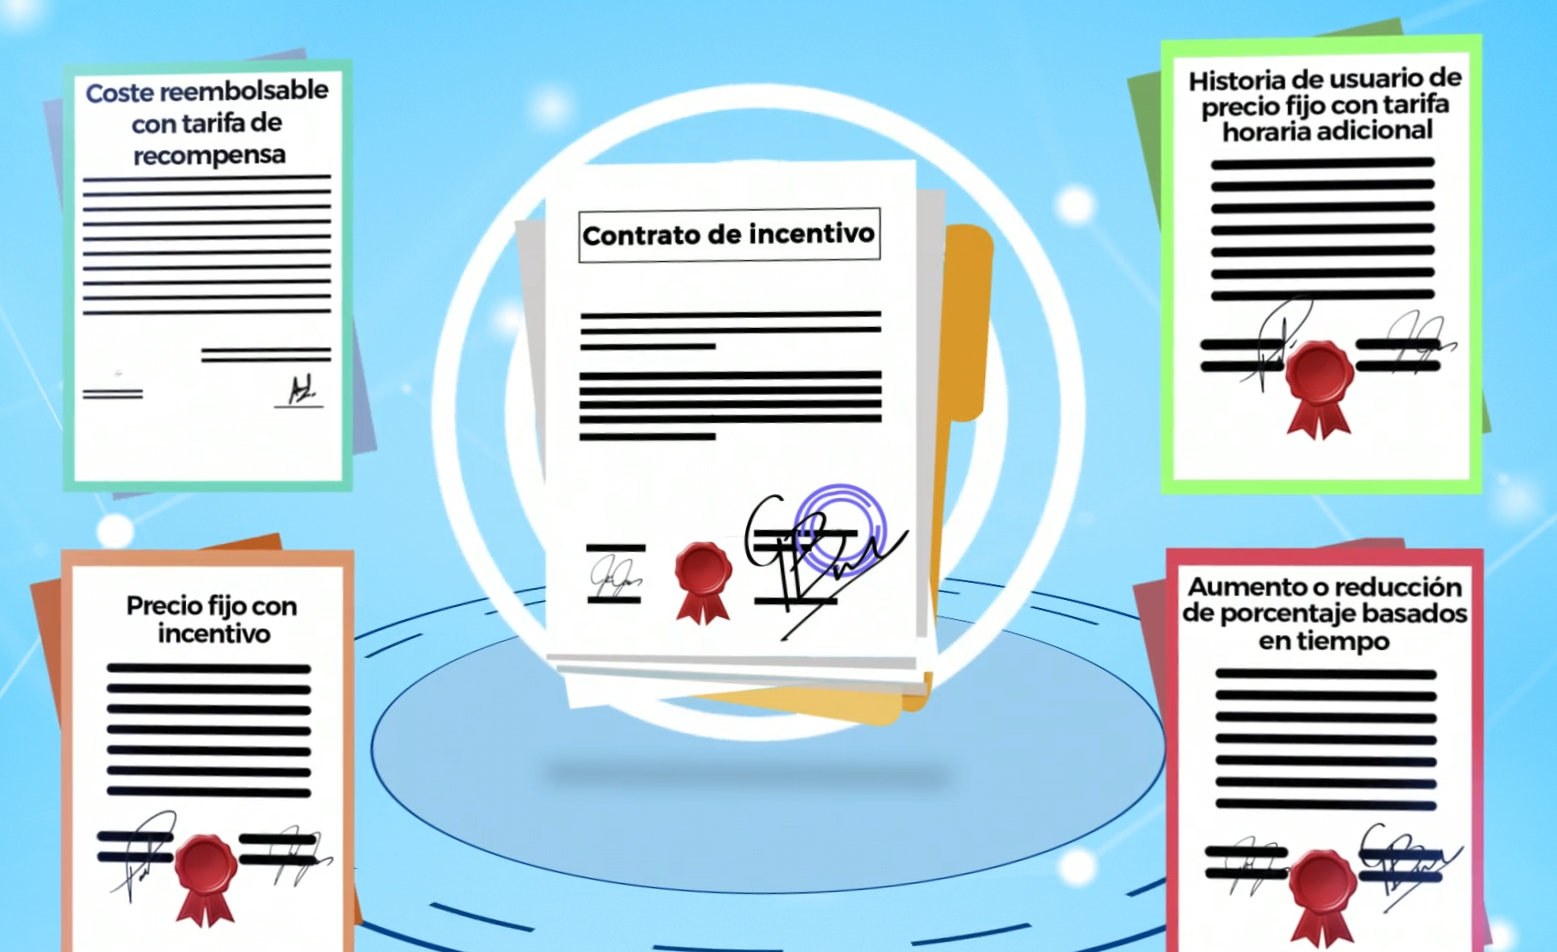 Coste reembolsable
con tarifa de
recompensa
Contrato de incentivo
Historia de usuario de
precio fijo con tarifa
horaria adicional
Precio fijo con
incentivo
Aumento o reducción
de porcentaje basados
en tiempo